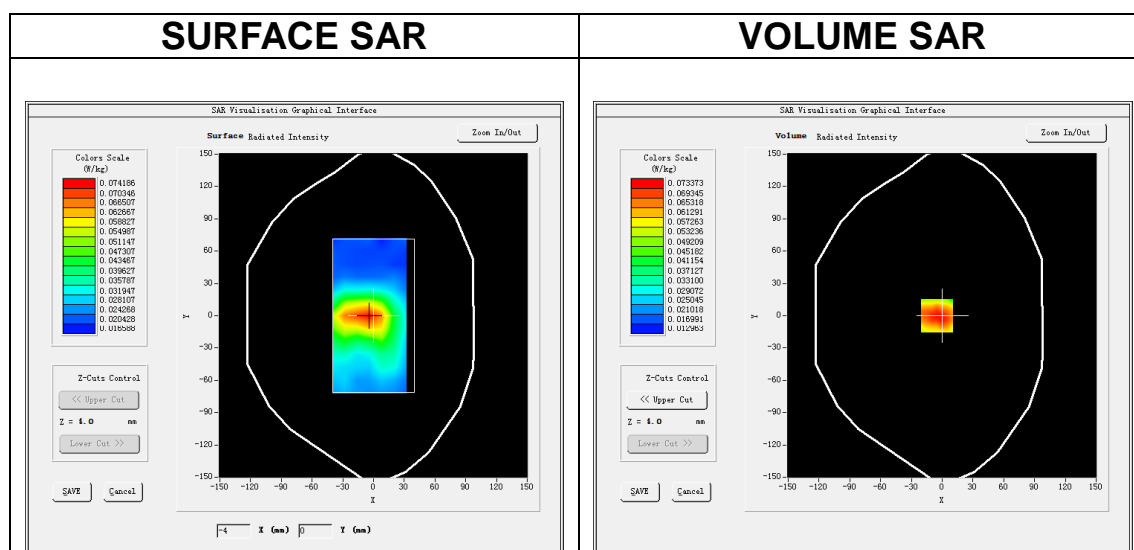 SURFACE SAR
SAR Visualisation Graphical Interface
Surface Radiated Intensity
Zoom In/Out
Colors Scale
(W/kg)
0.074186
0.070346
0.066507
0.062667
0.058827
0.054987
0.051147
0.047307
0.043467
0.039627
0.035787
0.031947
0.028107
0.024268
0.020428
0.016588
150
120
90
60
30
0
-30
-60
-90
-120
-150
Y
-150 -120 -90 -60 -30 0 30 60 90 120 150
X
Z-Cuts Control
<< Upper Cut
Z = 4.0 mm
Lower Cut >>
SAVE Cancel
-4 X (mm) 0 Y (mm)
VOLUME SAR
SAR Visualisation Graphical Interface
Volume Radiated Intensity
Zoom In/Out
Colors Scale
(W/kg)
0.073373
0.069345
0.065318
0.061291
0.057263
0.053236
0.049209
0.045182
0.041154
0.037127
0.033100
0.029072
0.025045
0.021018
0.016991
0.012963
150
120
90
60
30
0
-30
-60
-90
-120
-150
Y
-150 -120 -90 -60 -30 0 30 60 90 120 150
X
Z-Cuts Control
<< Upper Cut
Z = 4.0 mm
Lower Cut >>
SAVE Cancel